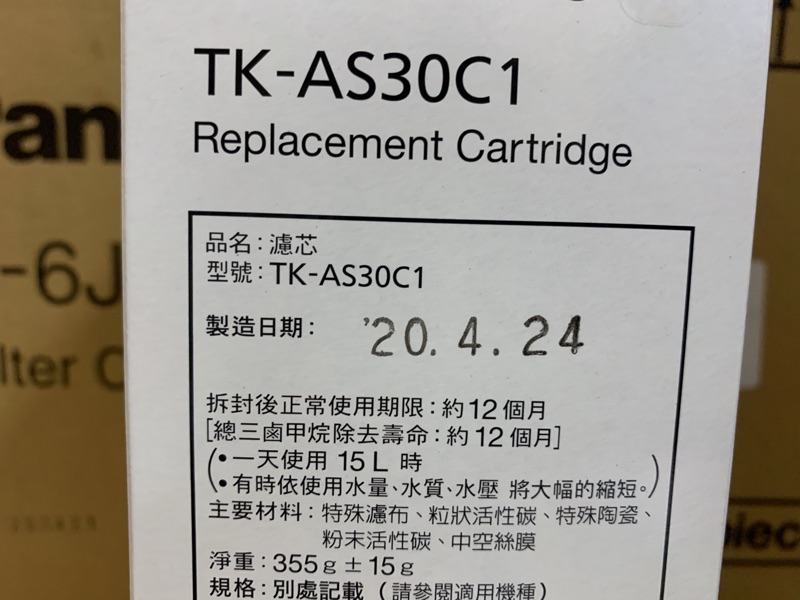 TK-AS30C1
Replacement Cartridge
品名：濾芯
型號：TK-AS30C1
製造日期： '20. 4. 24
拆封後正常使用期限：約12個月
[總三鹵甲烷除去壽命：約12個月]
(•一天使用 15L 時
•有時依使用水量、水質、水壓 將大幅的縮短。)
主要材料：特殊濾布、粒狀活性碳、特殊陶瓷、
粉末活性碳、中空絲膜
淨重：355g ± 15g
規格：別處記載（請參閱適用機種）
an
-6J
lter C
iec